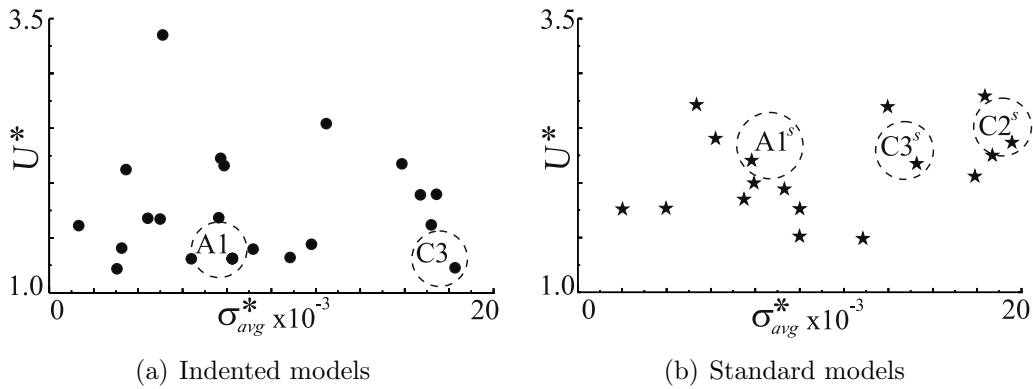 3.5
U*
A1
C3
1.0
0
σ*avg x10⁻³
20
(a) Indented models
3.5
U*
A1ˢ
C3ˢ
C2ˢ
1.0
0
σ*avg x10⁻³
20
(b) Standard models